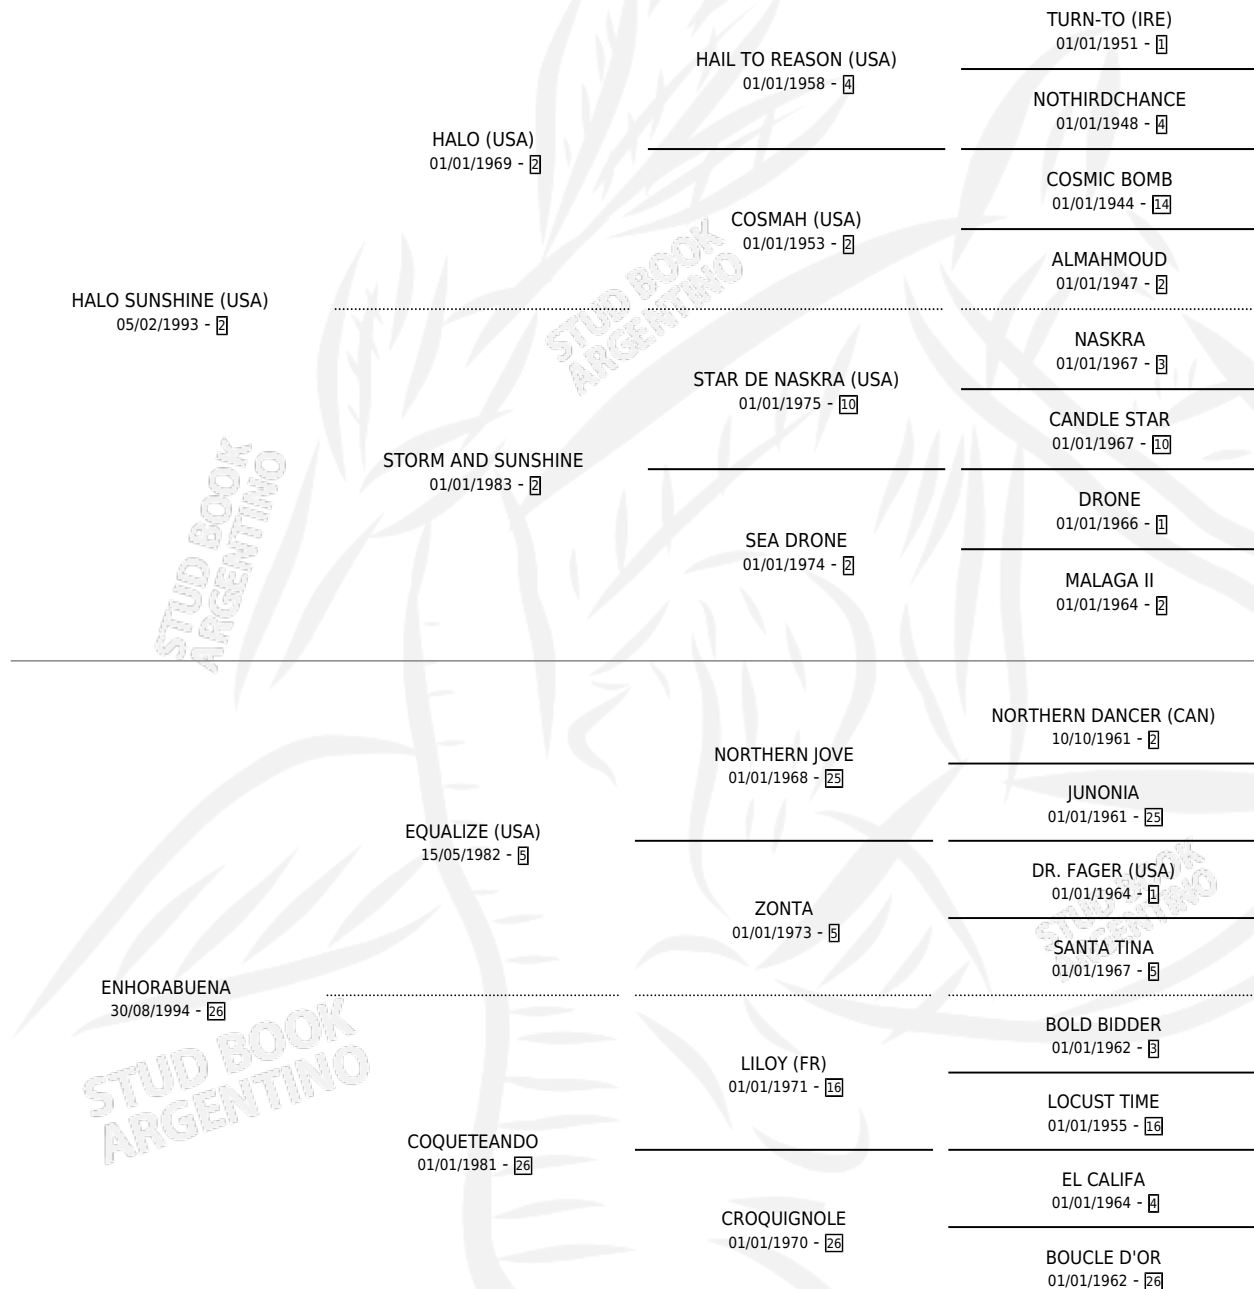 TURN-TO (IRE)
01/01/1951 - 1
HAIL TO REASON (USA)
01/01/1958 - 4
NOTHIRDCHANCE
01/01/1948 - 4
HALO (USA)
01/01/1969 - 2
COSMIC BOMB
01/01/1944 - 14
COSMAH (USA)
01/01/1953 - 2
ALMAHMOUD
01/01/1947 - 2
HALO SUNSHINE (USA)
05/02/1993 - 2
STUD BOOK
ARGENTINO
NASKRA
01/01/1967 - 3
STAR DE NASKRA (USA)
01/01/1975 - 10
CANDLE STAR
01/01/1967 - 10
STORM AND SUNSHINE
01/01/1983 - 2
DRONE
01/01/1966 - 1
SEA DRONE
01/01/1974 - 2
MALAGA II
01/01/1964 - 2
STUD BOOK
ARGENTINO
NORTHERN DANCER (CAN)
10/10/1961 - 2
NORTHERN JOVE
01/01/1968 - 25
JUNONIA
01/01/1961 - 25
EQUALIZE (USA)
15/05/1982 - 5
DR. FAGER (USA)
01/01/1964 - 1
ZONTA
01/01/1973 - 5
SANTA TINA
01/01/1967 - 5
STUD BOOK
ARGENTINO
ENHORABUENA
30/08/1994 - 26
BOLD BIDDER
01/01/1962 - 3
LILOY (FR)
01/01/1971 - 16
LOCUST TIME
01/01/1955 - 16
STUD BOOK
ARGENTINO
COQUETEANDO
01/01/1981 - 26
EL CALIFA
01/01/1964 - 4
CROQUIGNOLE
01/01/1970 - 26
BOUCLE D'OR
01/01/1962 - 26